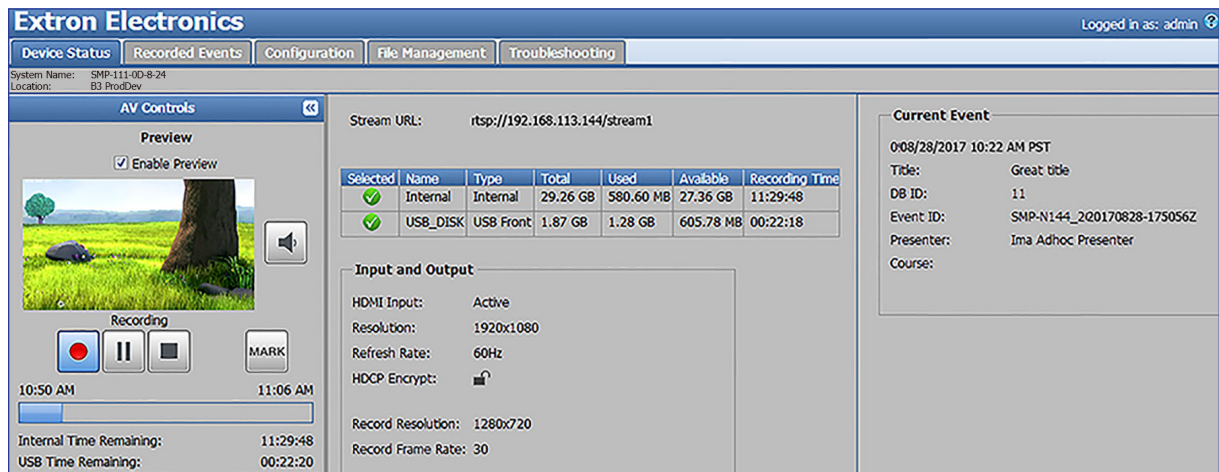 Extron Electronics
Logged in as: admin
Device Status Recorded Events Configuration File Management Troubleshooting
System Name: SMP-111-0D-8-24
Location: B3 ProdDev
AV Controls
Preview
Enable Preview
Recording
MARK
10:50 AM 11:06 AM
Internal Time Remaining: 11:29:48
USB Time Remaining: 00:22:20
Stream URL: rtsp://192.168.113.144/stream1
Selected Name Type Total Used Available Recording Time
Internal Internal 29.26 GB 580.60 MB 27.36 GB 11:29:48
USB_DISK USB Front 1.87 GB 1.28 GB 605.78 MB 00:22:18
Input and Output
HDMI Input: Active
Resolution: 1920x1080
Refresh Rate: 60Hz
HDCP Encrypt:
Record Resolution: 1280x720
Record Frame Rate: 30
Current Event
008/28/2017 10:22 AM PST
Title: Great title
DB ID: 11
Event ID: SMP-N144_2020170828-175056Z
Presenter: Ima Adhoc Presenter
Course: